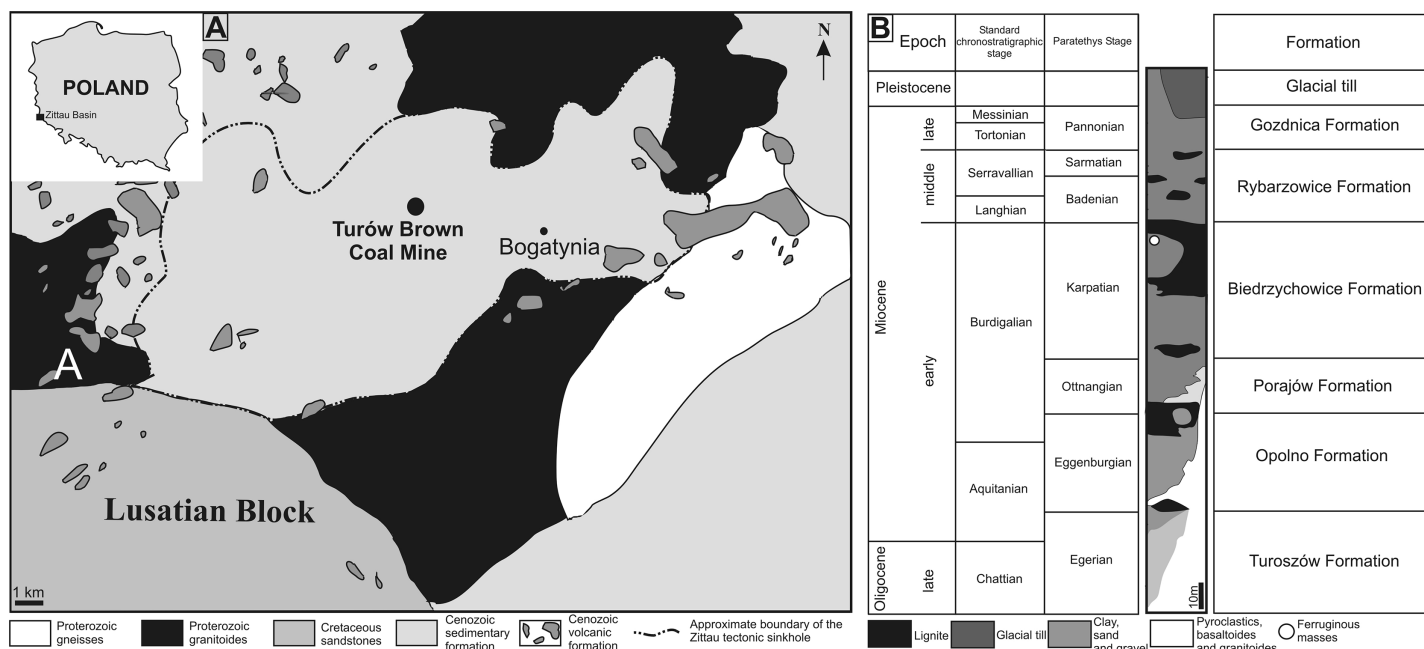 A
N
POLAND
Zittau Basin
Turów Brown
Coal Mine
Bogatynia
A
Lusatian Block
1 km
Proterozoic
gneisses
Proterozoic
granitoides
Cretaceous
sandstones
Cenozoic
sedimentary
formation
Cenozoic
volcanic
formation
Approximate boundary of the
Zittau tectonic sinkhole
B
Epoch
Standard
chronostratigraphic
stage
Paratethys Stage
Formation
Pleistocene
Glacial till
Miocene
late
Messinian
Tortonian
Pannonian
Gozdnica Formation
middle
Serravallian
Langhian
Sarmatian
Badenian
Rybarzowice Formation
early
Burdigalian
Aquitanian
Karpatian
Biedrzychowice Formation
Ottnangian
Porajów Formation
Eggenburgian
Opolno Formation
Oligocene
late
Chattian
Egerian
Turoszów Formation
10m
Lignite
Glacial till
Clay,
sand
and gravel
Pyroclastics,
basaltoides
and granitoides
Ferruginous
masses